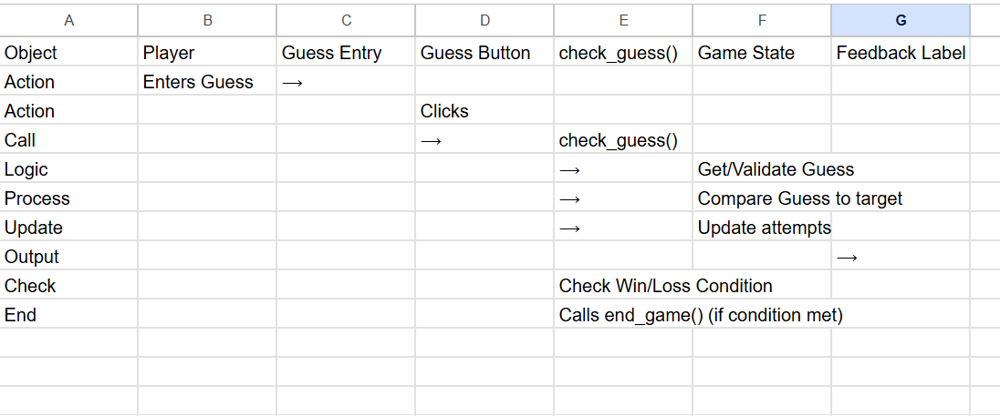 A B C D E F G
Object Player Guess Entry Guess Button check_guess() Game State Feedback Label
Action Enters Guess →
Action Clicks
Call → check_guess()
Logic → Get/Validate Guess
Process → Compare Guess to target
Update → Update attempts
Output →
Check Check Win/Loss Condition
End Calls end_game() (if condition met)